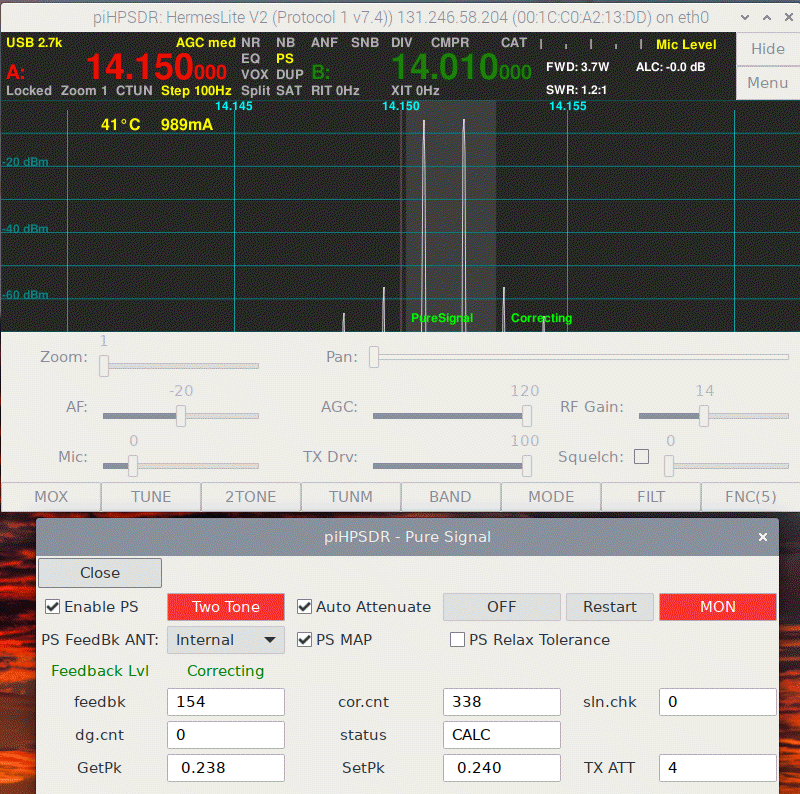 piHPSDR: HermesLite V2 (Protocol 1 v7.4)) 131.246.58.204 (00:1C:C0:A2:13:DD) on eth0
USB 2.7k AGC med NR NB ANF SNB DIV CMPR CAT Mic Level Hide
A: 14.150000 EQ PS B: 14.010000 FWD: 3.7W ALC: -0.0 dB
VOX DUP
Locked Zoom 1 CTUN Step 100Hz Split SAT RIT 0Hz XIT 0Hz SWR: 1.2:1 Menu
14.145 14.150 14.155
41°C 989mA
-20 dBm
-40 dBm
-60 dBm
PureSignal Correcting
1
Zoom: Pan:
-20 120 14
AF: AGC: RF Gain:
0 100 0
Mic: TX Drv: Squelch:
MOX TUNE 2TONE TUNM BAND MODE FILT FNC(5)
piHPSDR - Pure Signal ×
Close
Enable PS Two Tone Auto Attenuate OFF Restart MON
PS FeedBk ANT: Internal PS MAP PS Relax Tolerance
Feedback Lvl Correcting
feedbk 154 cor.cnt 338 sln.chk 0
dg.cnt 0 status CALC
GetPk 0.238 SetPk 0.240 TX ATT 4